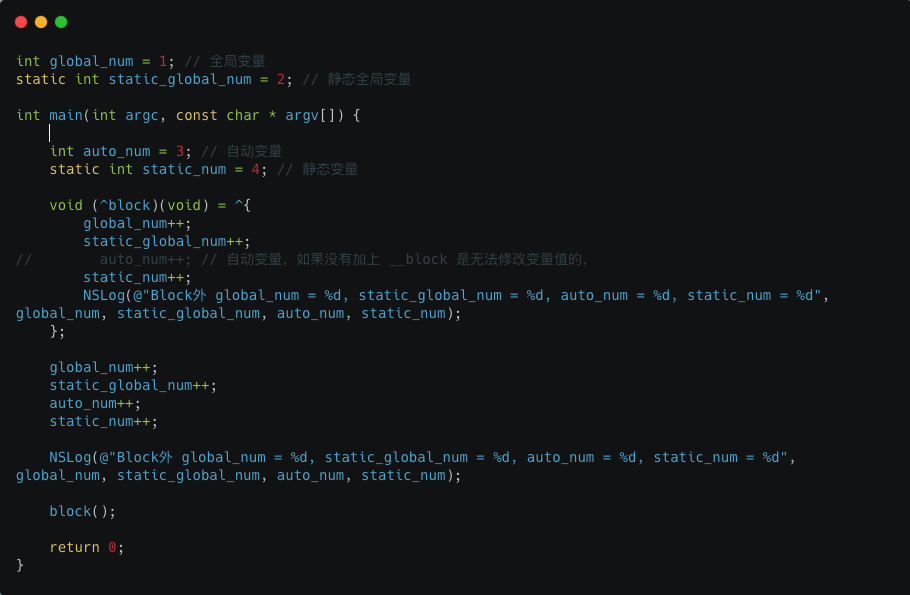 int global_num = 1; // 全局变量
static int static_global_num = 2; // 静态全局变量
int main(int argc, const char * argv[]) {
int auto_num = 3; // 自动变量
static int static_num = 4; // 静态变量
void (^block)(void) = ^{
global_num++;
static_global_num++;
// auto_num++; // 自动变量，如果没有加上 __block 是无法修改变量值的，
static_num++;
NSLog(@"Block外 global_num = %d, static_global_num = %d, auto_num = %d, static_num = %d",
global_num, static_global_num, auto_num, static_num);
};
global_num++;
static_global_num++;
auto_num++;
static_num++;
NSLog(@"Block外 global_num = %d, static_global_num = %d, auto_num = %d, static_num = %d",
global_num, static_global_num, auto_num, static_num);
block();
return 0;
}